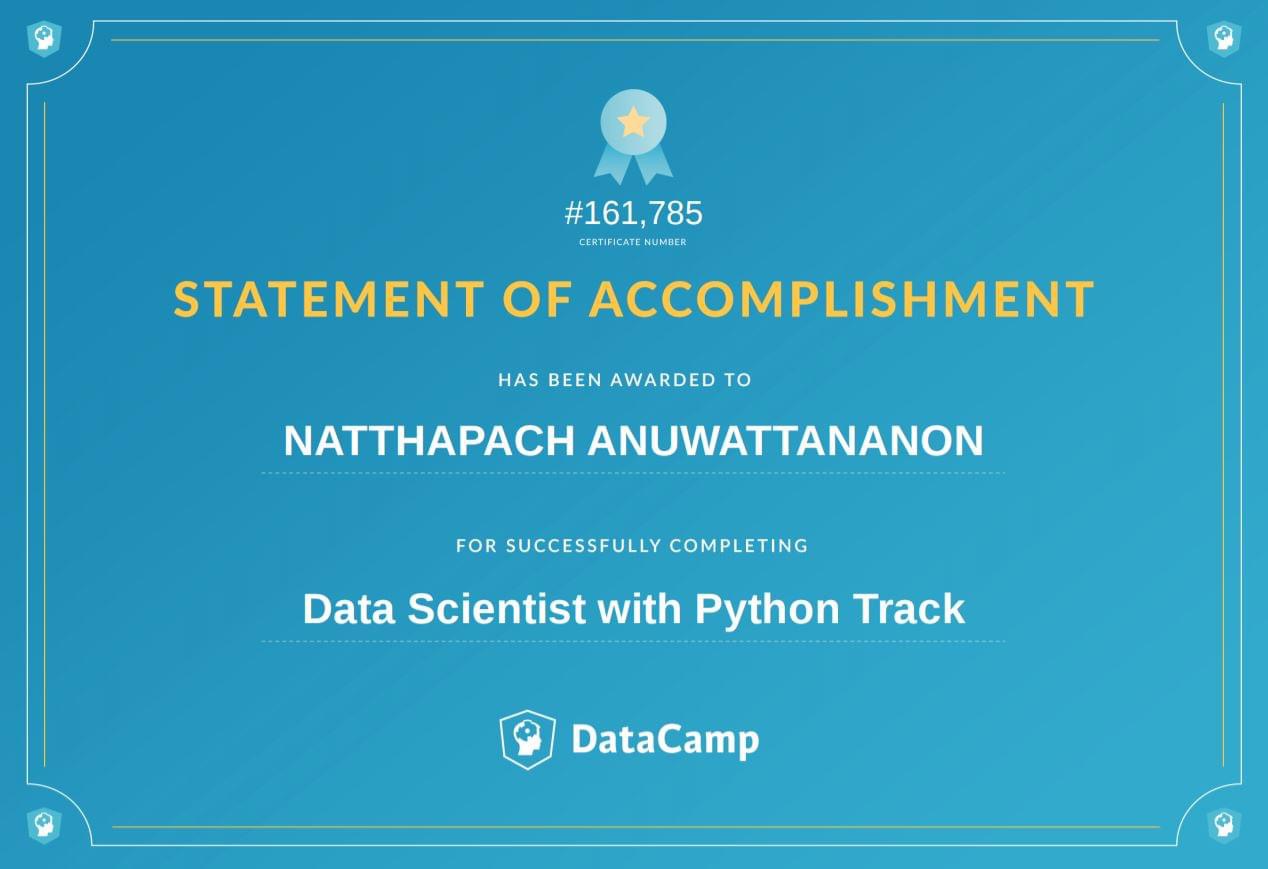 #161,785
CERTIFICATE NUMBER
STATEMENT OF ACCOMPLISHMENT
HAS BEEN AWARDED TO
NATTHAPACH ANUWATTANANON
FOR SUCCESSFULLY COMPLETING
Data Scientist with Python Track
DataCamp